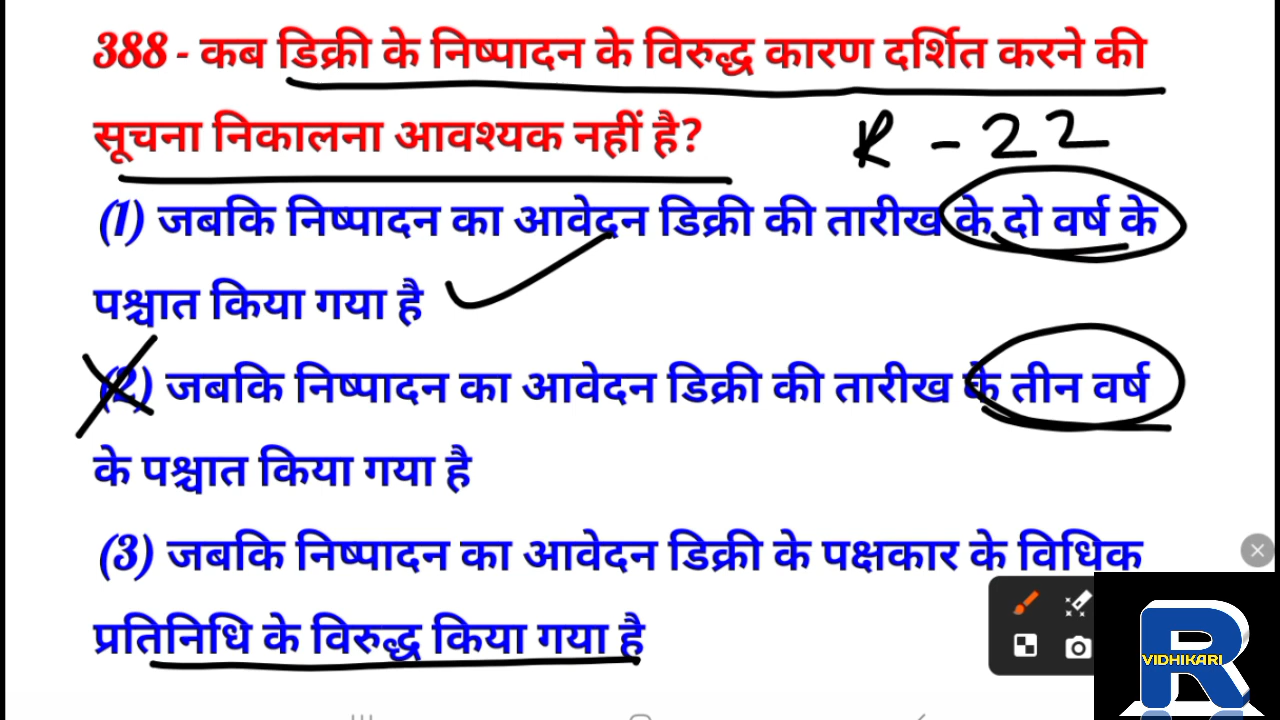 388 - कब डिक्री के निष्पादन के विरुद्ध कारण दर्शित करने की
सूचना निकालना आवश्यक नहीं है?
R - 22
(1) जबकि निष्पादन का आवेदन डिक्री की तारीख के दो वर्ष के
पश्चात किया गया है
(2) जबकि निष्पादन का आवेदन डिक्री की तारीख के तीन वर्ष
के पश्चात किया गया है
(3) जबकि निष्पादन का आवेदन डिक्री के पक्षकार के विधिक
प्रतिनिधि के विरुद्ध किया गया है
R
VIDHIKARI